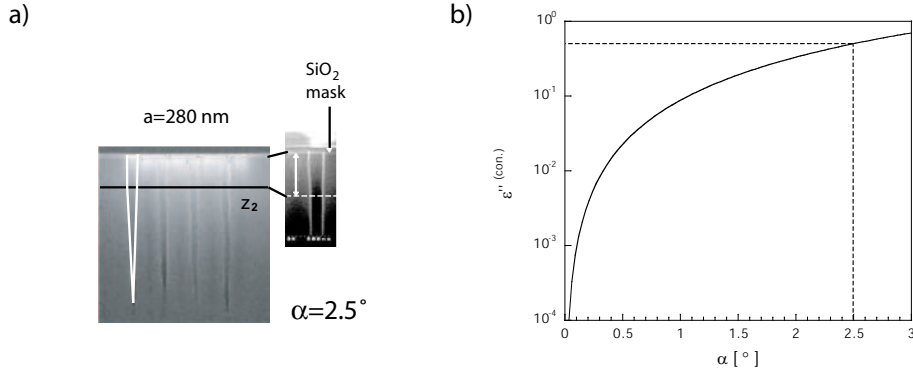 a)
SiO2
mask
a=280 nm
z2
α=2.5°
b)
10^0
10^-1
10^-2
10^-3
10^-4
ε'' (con.)
0 0.5 1 1.5 2 2.5 3
α [ ° ]